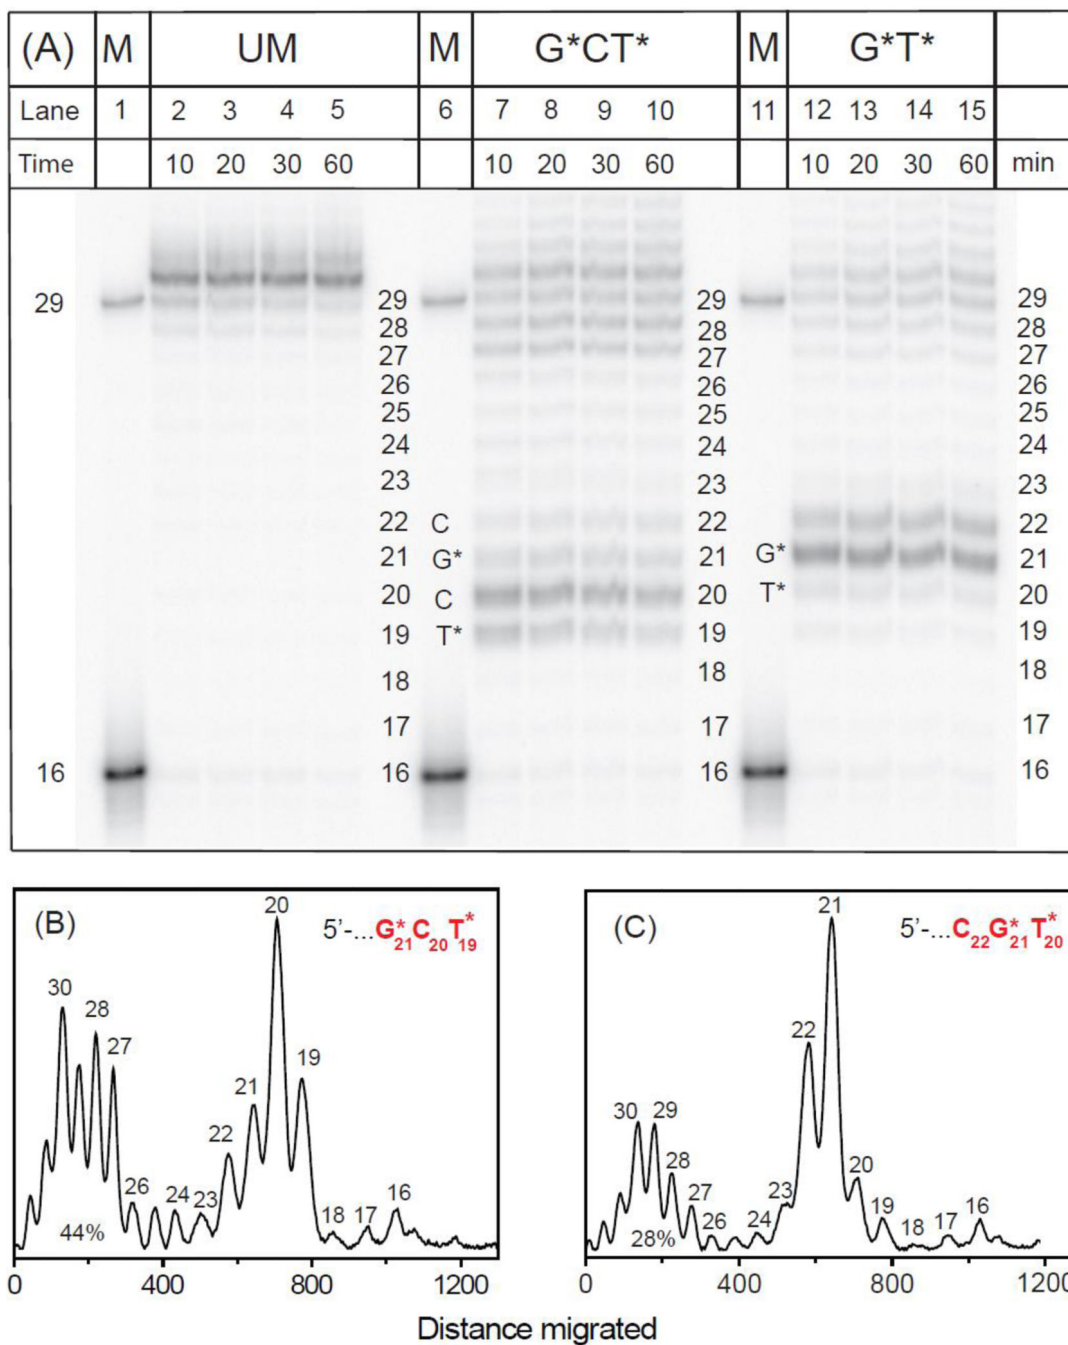 (A) M UM M G*CT* M G*T*
Lane 1 2 3 4 5 6 7 8 9 10 11 12 13 14 15
Time 10 20 30 60 10 20 30 60 10 20 30 60 min
29 29 29 29
28 28 28
27 27 27
26 26 26
25 25 25
24 24 24
23 23 23
22 C 22 22
21 G* 21 G* 21
20 C 20 T* 20
19 T* 19 19
18 18 18
17 17 17
16 16 16 16
(B) 20 5'-...G*21C20T*19
30 28 27 19
21 22
26 24 23 18 17 16
44%
0 400 800 1200
(C) 21 5'-...C22G*21T*20
22
30 29 28 27 26 24 23 20 19 18 17 16
28%
0 400 800 1200
Distance migrated